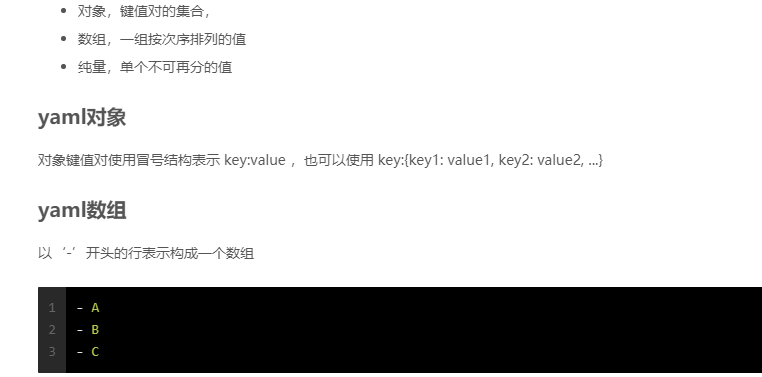 对象，键值对的集合，
数组，一组按次序排列的值
纯量，单个不可再分的值
yaml对象
对象键值对使用冒号结构表示 key:value ，也可以使用 key:{key1: value1, key2: value2, ...}
yaml数组
以‘-’开头的行表示构成一个数组
1 - A
2 - B
3 - C